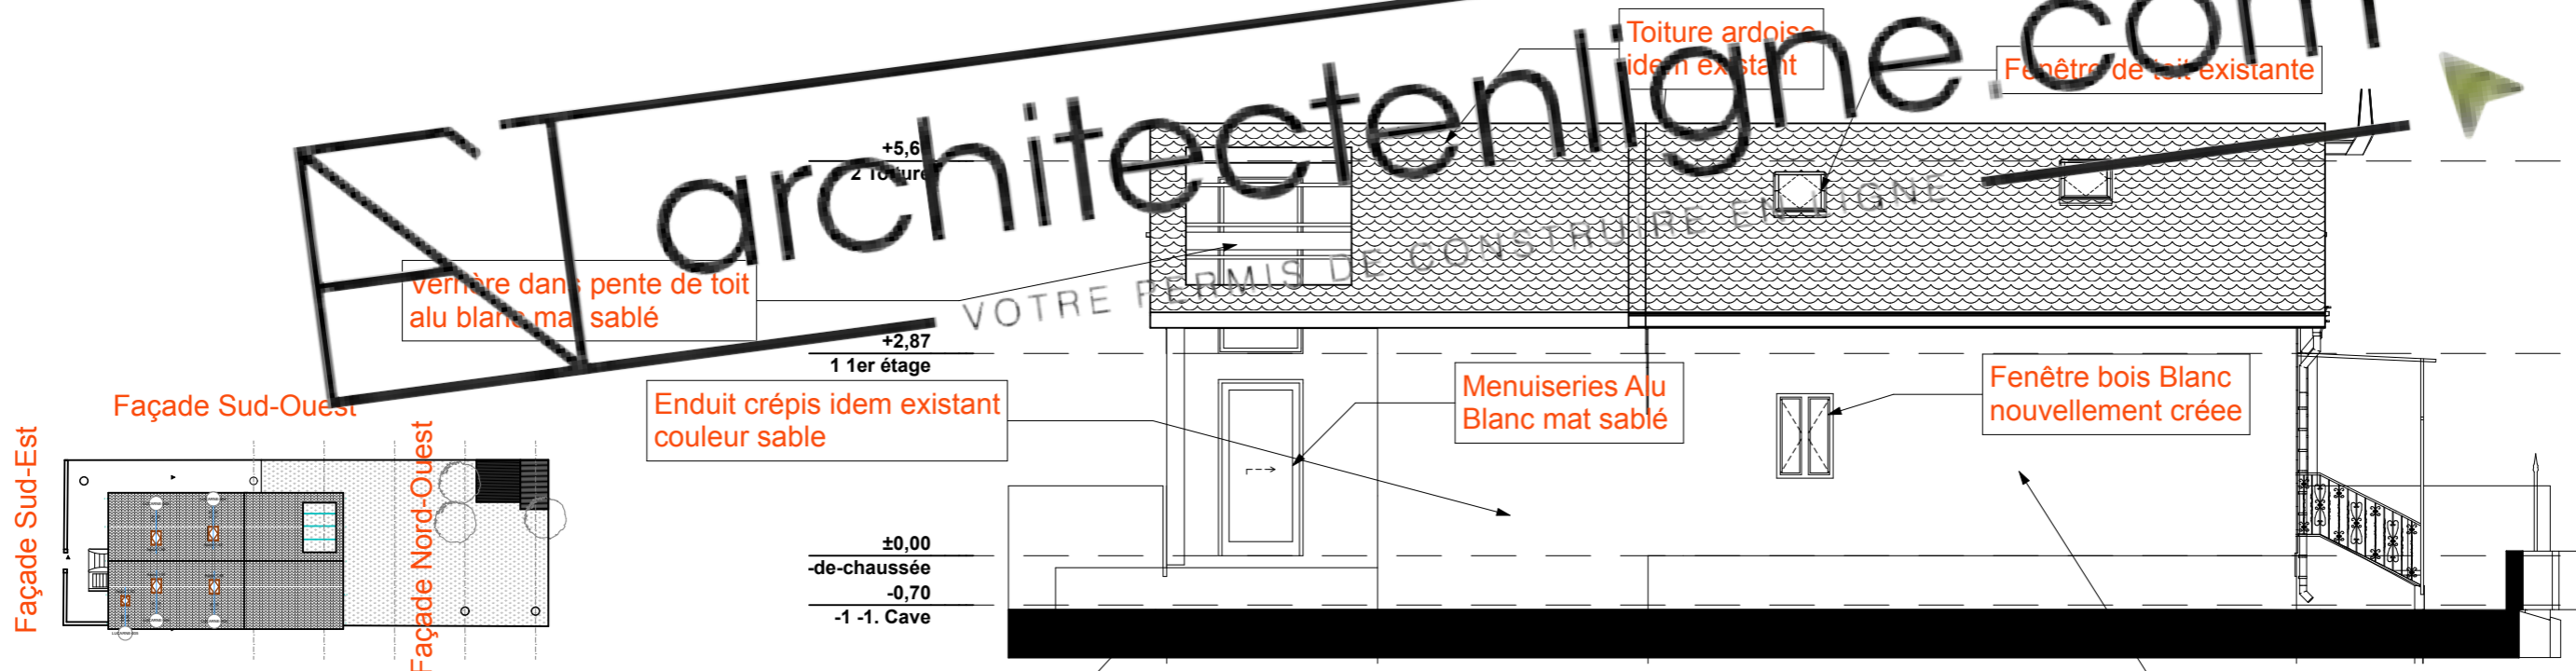 architectenligne.com
VOTRE PERMIS DE CONSTRUIRE EN LIGNE
Toiture ardoise
idem existant
Fenêtre de toit existante
+5,6
2 Toiture
Verrière dans pente de toit
alu blanc mat sablé
+2,87
1 1er étage
Enduit crépis idem existant
couleur sable
Menuiseries Alu
Blanc mat sablé
Fenêtre bois Blanc
nouvellement créee
Façade Sud-Ouest
Façade Sud-Est
Façade Nord-Ouest
±0,00
-de-chaussée
-0,70
-1 -1. Cave